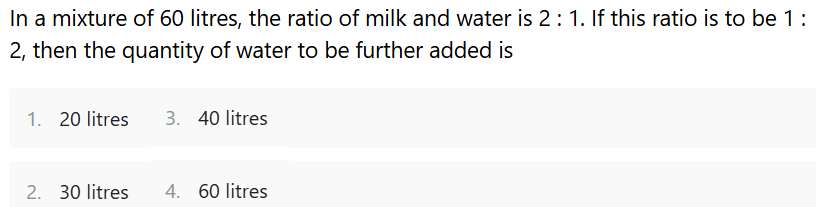 In a mixture of 60 litres, the ratio of milk and water is 2 : 1. If this ratio is to be 1 :
2, then the quantity of water to be further added is
1. 20 litres 3. 40 litres
2. 30 litres 4. 60 litres